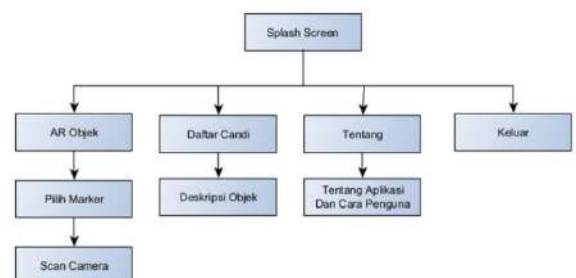 Splash Screen
AR Objek
Daftar Candi
Tentang
Keluar
Pilih Marker
Deskripsi Objek
Tentang Aplikasi
Dan Cara Penguna
Scan Camera